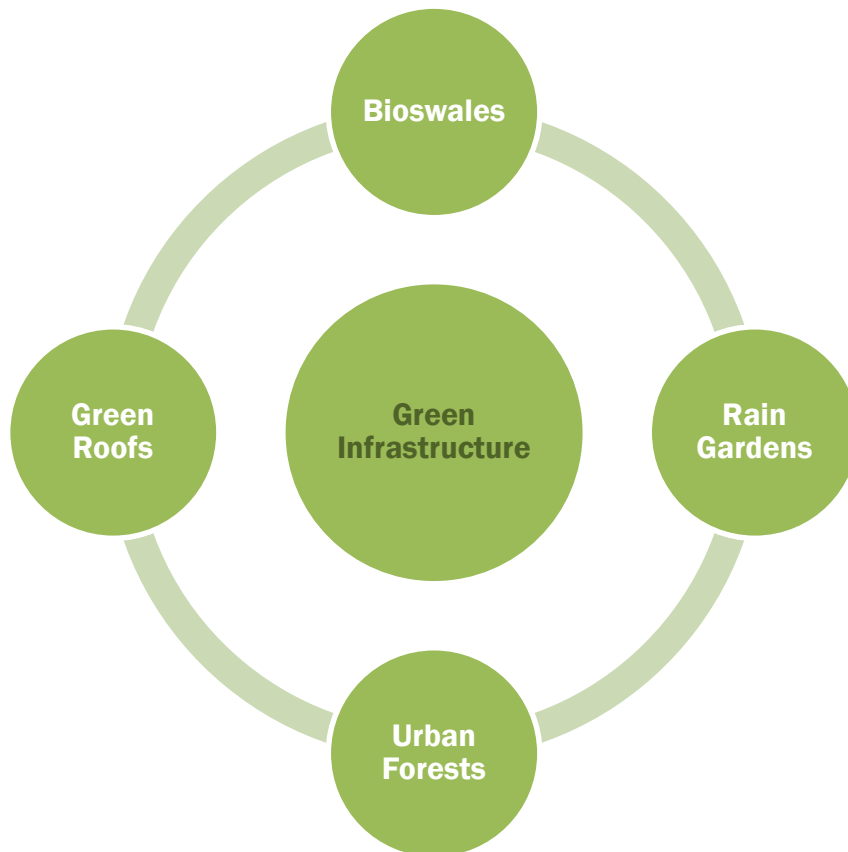 Bioswales
Green
Roofs
Green
Infrastructure
Rain
Gardens
Urban
Forests